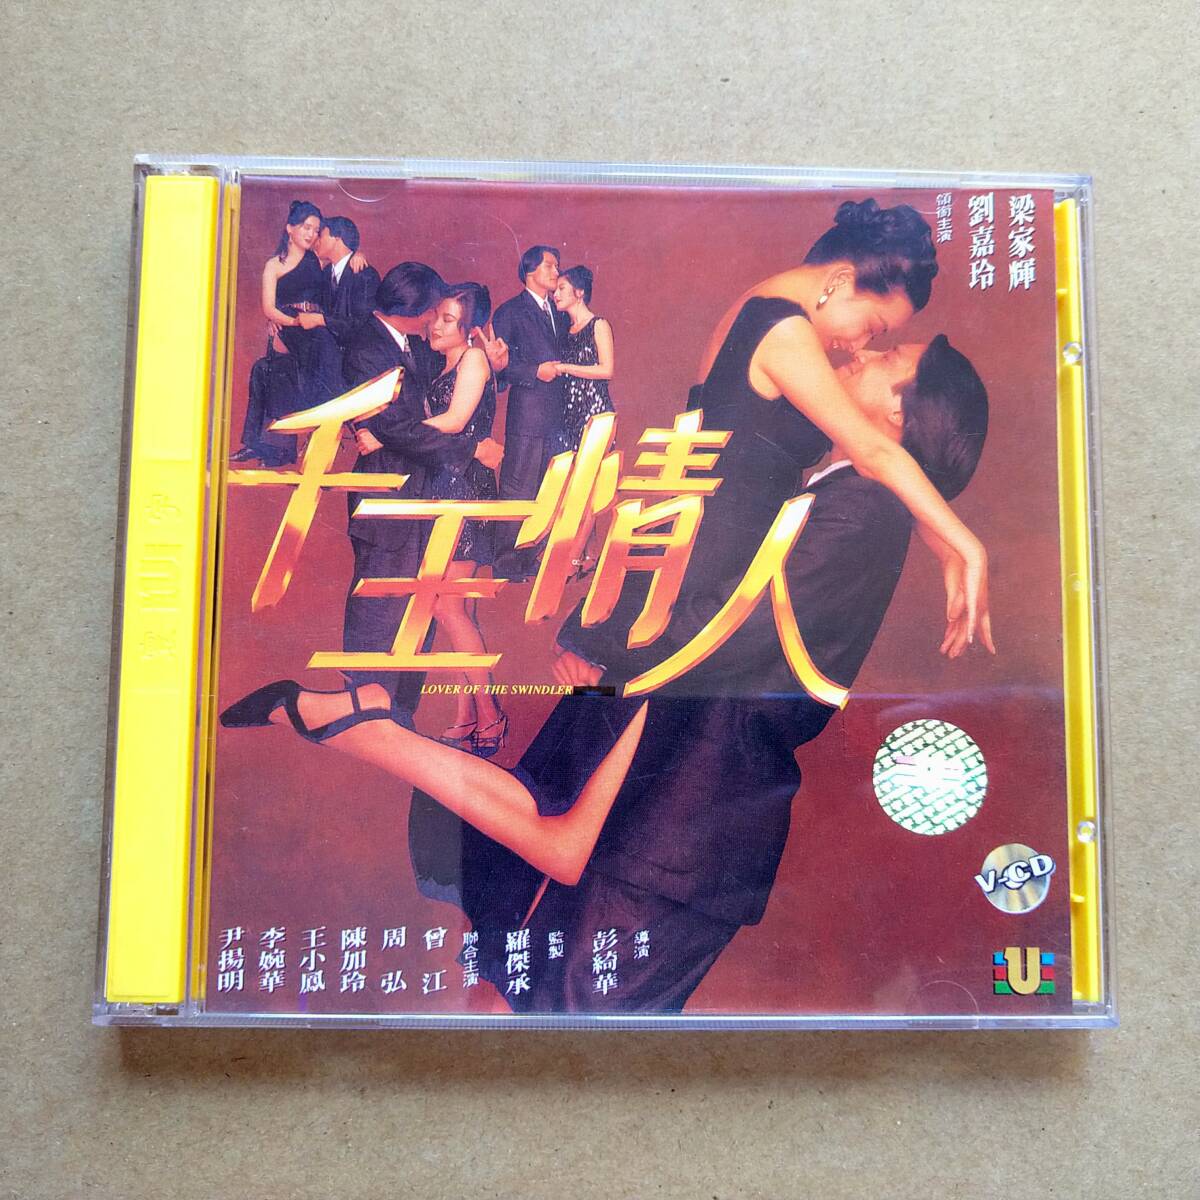 梁家輝
劉嘉玲
領銜主演
千王情人
LOVER OF THE SWINDLER
導演
彭綺華
監製
羅傑承
聯合主演
曾江
周弘
陳加玲
王小鳳
李婉華
尹揚明
V-CD
U